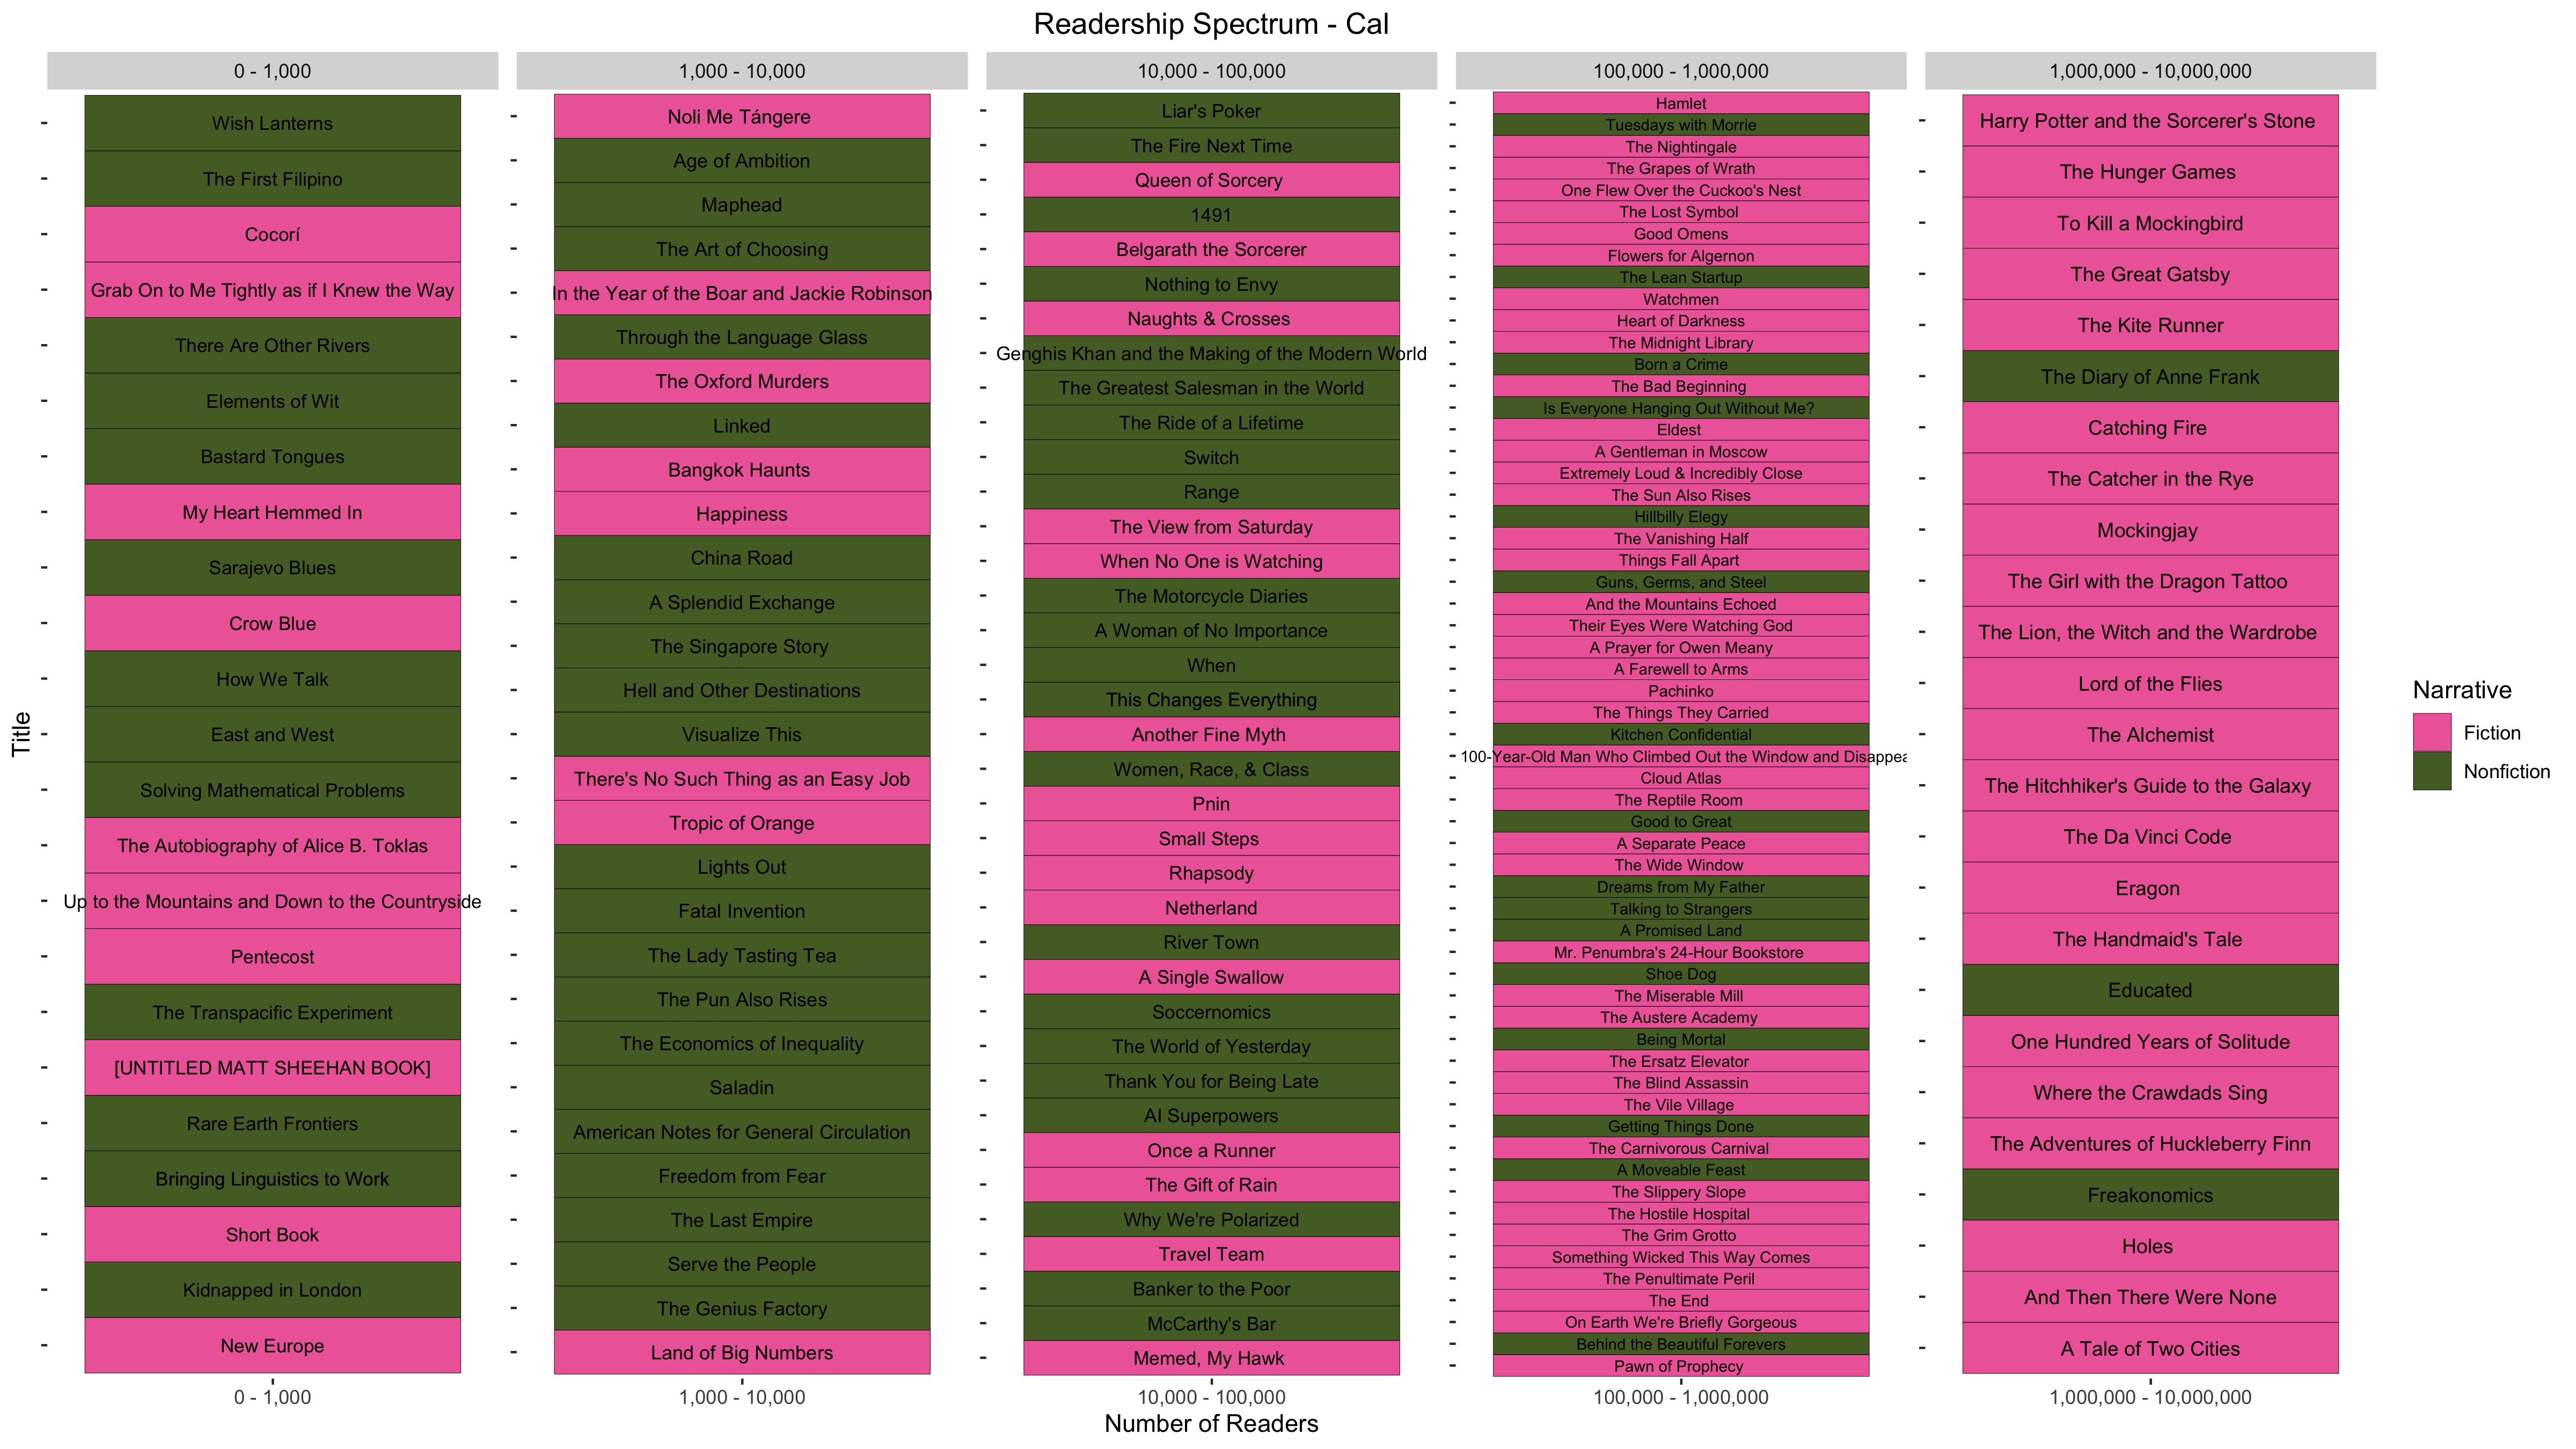 Readership Spectrum - Cal
0 - 1,000
1,000 - 10,000
10,000 - 100,000
100,000 - 1,000,000
1,000,000 - 10,000,000
Title
Wish Lanterns
The First Filipino
Cocorí
Grab On to Me Tightly as if I Knew the Way
There Are Other Rivers
Elements of Wit
Bastard Tongues
My Heart Hemmed In
Sarajevo Blues
Crow Blue
How We Talk
East and West
Solving Mathematical Problems
The Autobiography of Alice B. Toklas
Up to the Mountains and Down to the Countryside
Pentecost
The Transpacific Experiment
[UNTITLED MATT SHEEHAN BOOK]
Rare Earth Frontiers
Bringing Linguistics to Work
Short Book
Kidnapped in London
New Europe
Noli Me Tángere
Age of Ambition
Maphead
The Art of Choosing
In the Year of the Boar and Jackie Robinson
Through the Language Glass
The Oxford Murders
Linked
Bangkok Haunts
Happiness
China Road
A Splendid Exchange
The Singapore Story
Hell and Other Destinations
Visualize This
There's No Such Thing as an Easy Job
Tropic of Orange
Lights Out
Fatal Invention
The Lady Tasting Tea
The Pun Also Rises
The Economics of Inequality
Saladin
American Notes for General Circulation
Freedom from Fear
The Last Empire
Serve the People
The Genius Factory
Land of Big Numbers
Liar's Poker
The Fire Next Time
Queen of Sorcery
1491
Belgarath the Sorcerer
Nothing to Envy
Naughts & Crosses
Genghis Khan and the Making of the Modern World
The Greatest Salesman in the World
The Ride of a Lifetime
Switch
Range
The View from Saturday
When No One is Watching
The Motorcycle Diaries
A Woman of No Importance
When
This Changes Everything
Another Fine Myth
Women, Race, & Class
Pnin
Small Steps
Rhapsody
Netherland
River Town
A Single Swallow
Soccernomics
The World of Yesterday
Thank You for Being Late
AI Superpowers
Once a Runner
The Gift of Rain
Why We're Polarized
Travel Team
Banker to the Poor
McCarthy's Bar
Memed, My Hawk
Hamlet
Tuesdays with Morrie
The Nightingale
The Grapes of Wrath
One Flew Over the Cuckoo's Nest
The Lost Symbol
Good Omens
Flowers for Algernon
The Lean Startup
Watchmen
Heart of Darkness
The Midnight Library
Born a Crime
The Bad Beginning
Is Everyone Hanging Out Without Me?
Eldest
A Gentleman in Moscow
Extremely Loud & Incredibly Close
The Sun Also Rises
Hillbilly Elegy
The Vanishing Half
Things Fall Apart
Guns, Germs, and Steel
And the Mountains Echoed
Their Eyes Were Watching God
A Prayer for Owen Meany
A Farewell to Arms
Pachinko
The Things They Carried
Kitchen Confidential
100-Year-Old Man Who Climbed Out the Window and Disappea
Cloud Atlas
The Reptile Room
Good to Great
A Separate Peace
The Wide Window
Dreams from My Father
Talking to Strangers
A Promised Land
Mr. Penumbra's 24-Hour Bookstore
Shoe Dog
The Miserable Mill
The Austere Academy
Being Mortal
The Ersatz Elevator
The Blind Assassin
The Vile Village
Getting Things Done
The Carnivorous Carnival
A Moveable Feast
The Slippery Slope
The Hostile Hospital
The Grim Grotto
Something Wicked This Way Comes
The Penultimate Peril
The End
On Earth We're Briefly Gorgeous
Behind the Beautiful Forevers
Pawn of Prophecy
Harry Potter and the Sorcerer's Stone
The Hunger Games
To Kill a Mockingbird
The Great Gatsby
The Kite Runner
The Diary of Anne Frank
Catching Fire
The Catcher in the Rye
Mockingjay
The Girl with the Dragon Tattoo
The Lion, the Witch and the Wardrobe
Lord of the Flies
The Alchemist
The Hitchhiker's Guide to the Galaxy
The Da Vinci Code
Eragon
The Handmaid's Tale
Educated
One Hundred Years of Solitude
Where the Crawdads Sing
The Adventures of Huckleberry Finn
Freakonomics
Holes
And Then There Were None
A Tale of Two Cities
Narrative
Fiction
Nonfiction
0 - 1,000
1,000 - 10,000
10,000 - 100,000
100,000 - 1,000,000
1,000,000 - 10,000,000
Number of Readers